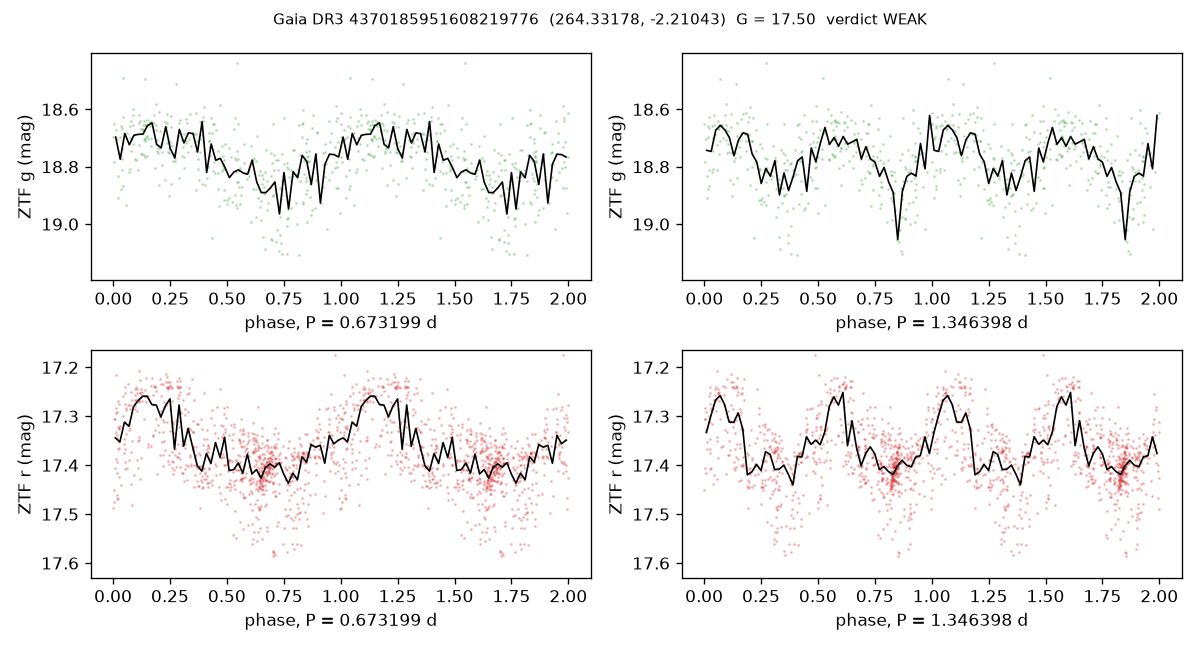 Gaia DR3 4370185951608219776  (264.33178, -2.21043)  G = 17.50  verdict WEAK
ZTF g (mag)
18.6
18.8
19.0
0.00 0.25 0.50 0.75 1.00 1.25 1.50 1.75 2.00
phase, P = 0.673199 d
ZTF g (mag)
18.6
18.8
19.0
0.00 0.25 0.50 0.75 1.00 1.25 1.50 1.75 2.00
phase, P = 1.346398 d
ZTF r (mag)
17.2
17.3
17.4
17.5
17.6
0.00 0.25 0.50 0.75 1.00 1.25 1.50 1.75 2.00
phase, P = 0.673199 d
ZTF r (mag)
17.2
17.3
17.4
17.5
17.6
0.00 0.25 0.50 0.75 1.00 1.25 1.50 1.75 2.00
phase, P = 1.346398 d